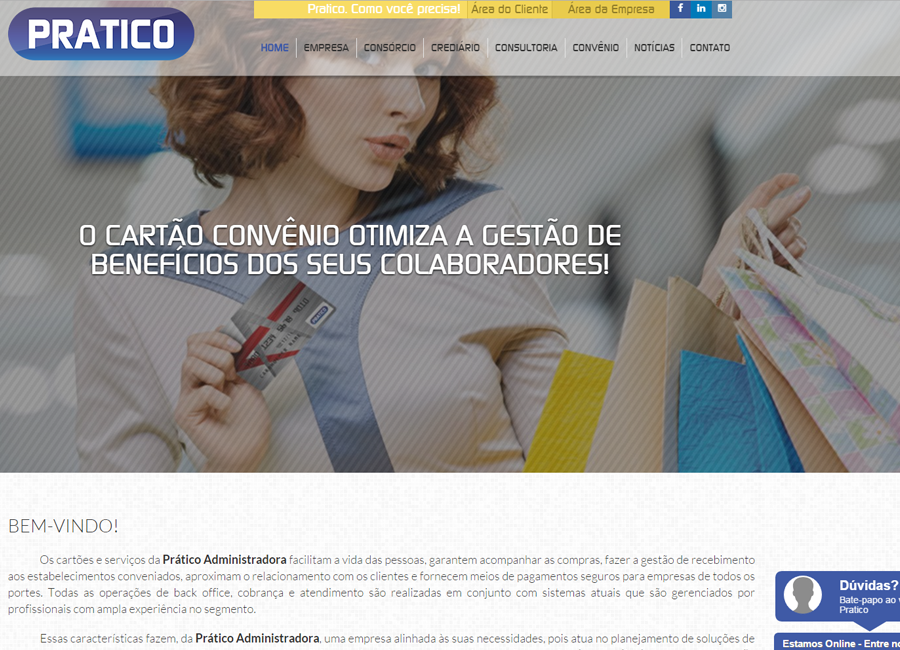 PRATICO
Pratico. Como você precisa!
Área do Cliente
Área da Empresa
HOME
EMPRESA
CONSÓRCIO
CREDIÁRIO
CONSULTORIA
CONVÊNIO
NOTÍCIAS
CONTATO
O CARTÃO CONVÊNIO OTIMIZA A GESTÃO DE
BENEFÍCIOS DOS SEUS COLABORADORES!
BEM-VINDO!
Os cartões e serviços da Prático Administradora facilitam a vida das pessoas, garantem acompanhar as compras, fazer a gestão de recebimento
aos estabelecimentos conveniados, aproximam o relacionamento com os clientes e fornecem meios de pagamentos seguros para empresas de todos os
portes. Todas as operações de back office, cobrança e atendimento são realizadas em conjunto com sistemas atuais que são gerenciados por
profissionais com ampla experiência no segmento.
Essas características fazem, da Prático Administradora, uma empresa alinhada às suas necessidades, pois atua no planejamento de soluções de
Dúvidas?
Bate-papo ao v
Pratico
Estamos Online - Entre no